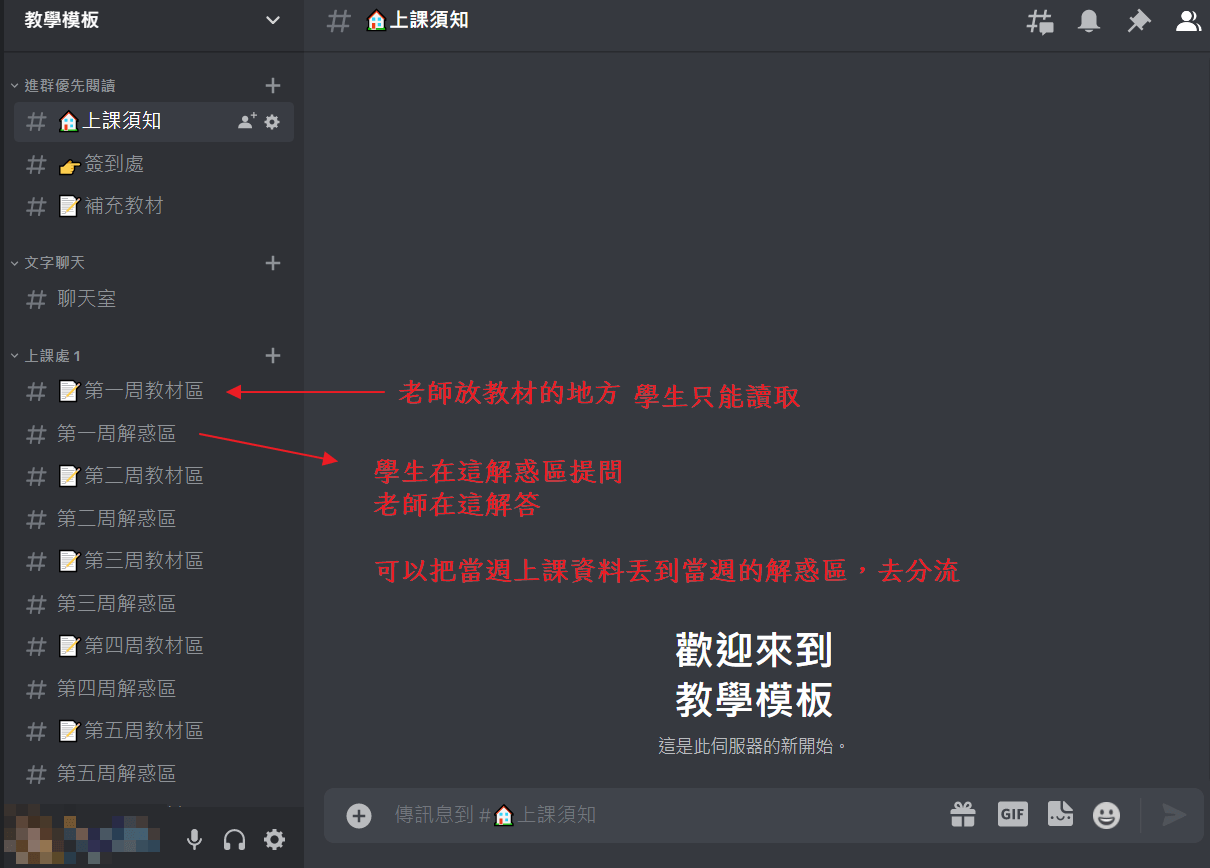 教學模板
進群優先閱讀
上課須知
簽到處
補充教材
文字聊天
聊天室
上課處 1
第一周教材區
第一周解惑區
第二周教材區
第二周解惑區
第三周教材區
第三周解惑區
第四周教材區
第四周解惑區
第五周教材區
第五周解惑區
# 🏠上課須知
老師放教材的地方 學生只能讀取
學生在這解惑區提問
老師在這解答
可以把當週上課資料丟到當週的解惑區，去分流
歡迎來到
教學模板
這是此伺服器的新開始。
傳訊息到 #🏠上課須知
GIF